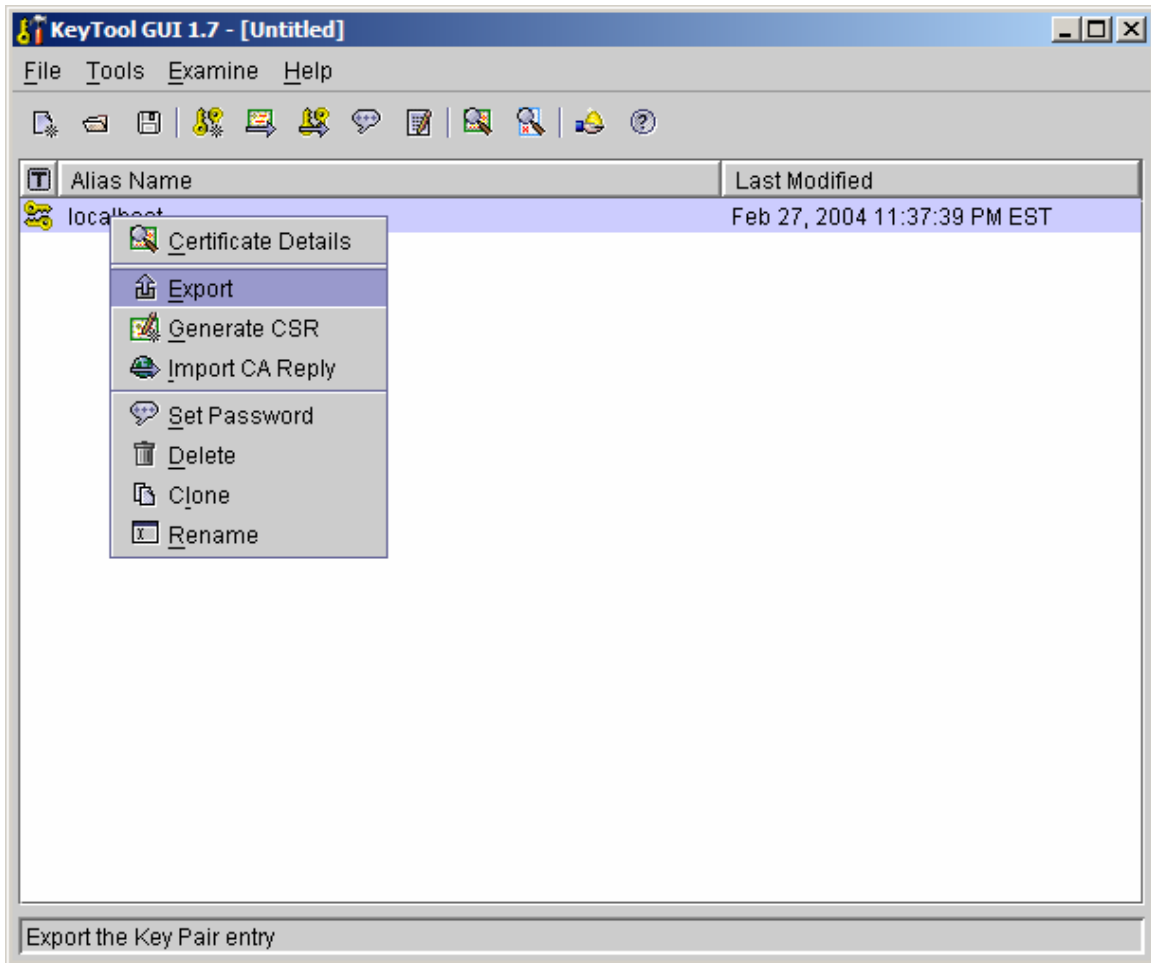 KeyTool GUI 1.7 - [Untitled]
File Tools Examine Help
T Alias Name Last Modified
localhost Feb 27, 2004 11:37:39 PM EST
Certificate Details
Export
Generate CSR
Import CA Reply
Set Password
Delete
Clone
Rename
Export the Key Pair entry